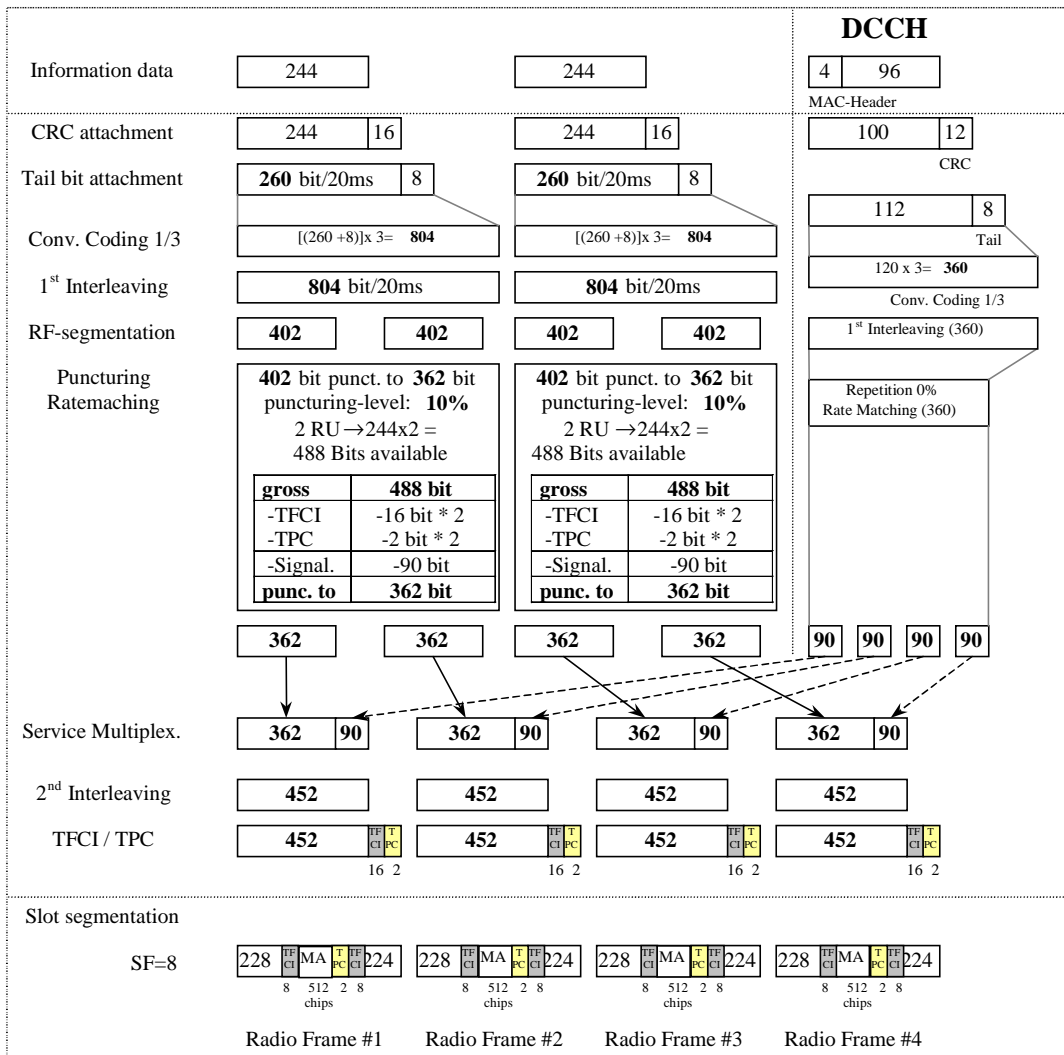 DCCH
Information data 244 244 4 96
MAC-Header
CRC attachment 244 16 244 16 100 12
CRC
Tail bit attachment 260 bit/20ms 8 260 bit/20ms 8
112 8
Tail
Conv. Coding 1/3 [(260 +8)]x 3= 804 [(260 +8)]x 3= 804
120 x 3= 360
Conv. Coding 1/3
1st Interleaving 804 bit/20ms 804 bit/20ms
RF-segmentation 402 402 402 402 1st Interleaving (360)
Puncturing
Ratemaching
402 bit punct. to 362 bit
puncturing-level: 10%
2 RU →244x2 =
488 Bits available
gross 488 bit
-TFCI -16 bit * 2
-TPC -2 bit * 2
-Signal. -90 bit
punc. to 362 bit
402 bit punct. to 362 bit
puncturing-level: 10%
2 RU →244x2 =
488 Bits available
gross 488 bit
-TFCI -16 bit * 2
-TPC -2 bit * 2
-Signal. -90 bit
punc. to 362 bit
Repetition 0%
Rate Matching (360)
362 362 362 362 90 90 90 90
Service Multiplex. 362 90 362 90 362 90 362 90
2nd Interleaving 452 452 452 452
TFCI / TPC 452 TF CI T PC 452 TF CI T PC 452 TF CI T PC 452 TF CI T PC
16 2 16 2 16 2 16 2
Slot segmentation
SF=8 228 TF CI MA T PC TF CI 224 228 TF CI MA T PC TF CI 224 228 TF CI MA T PC TF CI 224 228 TF CI MA T PC TF CI 224
8 512 2 8 8 512 2 8 8 512 2 8 8 512 2 8
chips chips chips chips
Radio Frame #1 Radio Frame #2 Radio Frame #3 Radio Frame #4